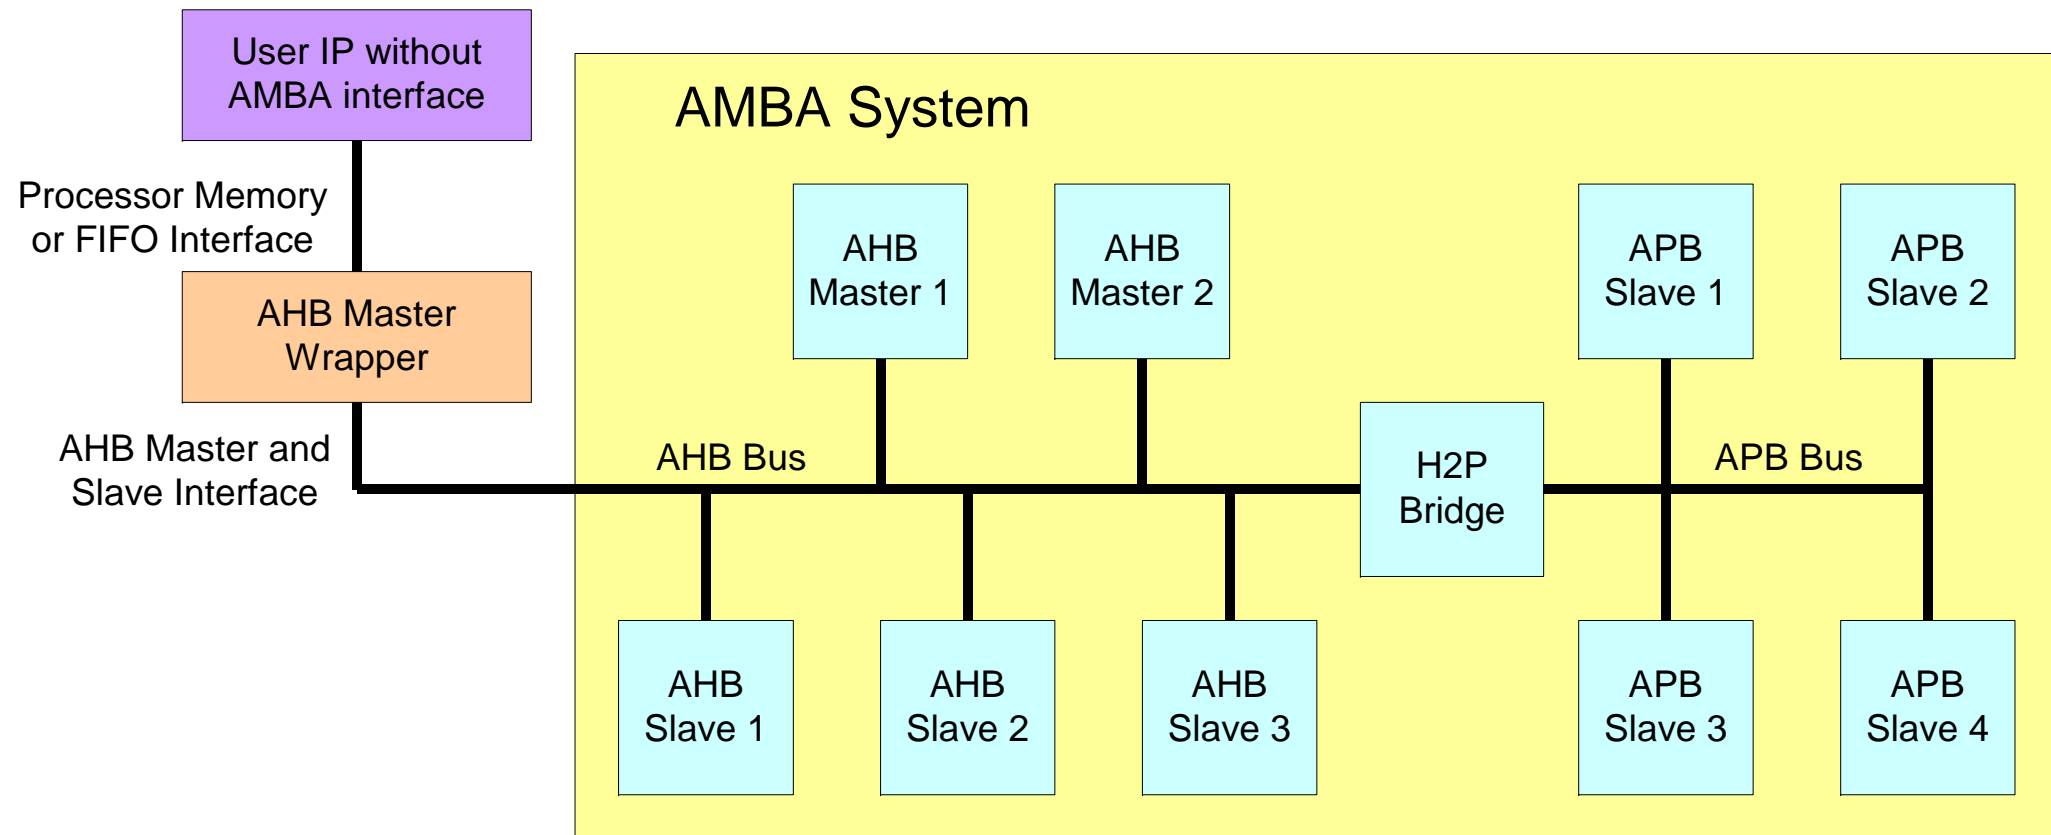 User IP without
AMBA interface
AMBA System
Processor Memory
or FIFO Interface
AHB
Master 1
AHB
Master 2
APB
Slave 1
APB
Slave 2
AHB Master
Wrapper
AHB Master and
Slave Interface
AHB Bus
H2P
Bridge
APB Bus
AHB
Slave 1
AHB
Slave 2
AHB
Slave 3
APB
Slave 3
APB
Slave 4